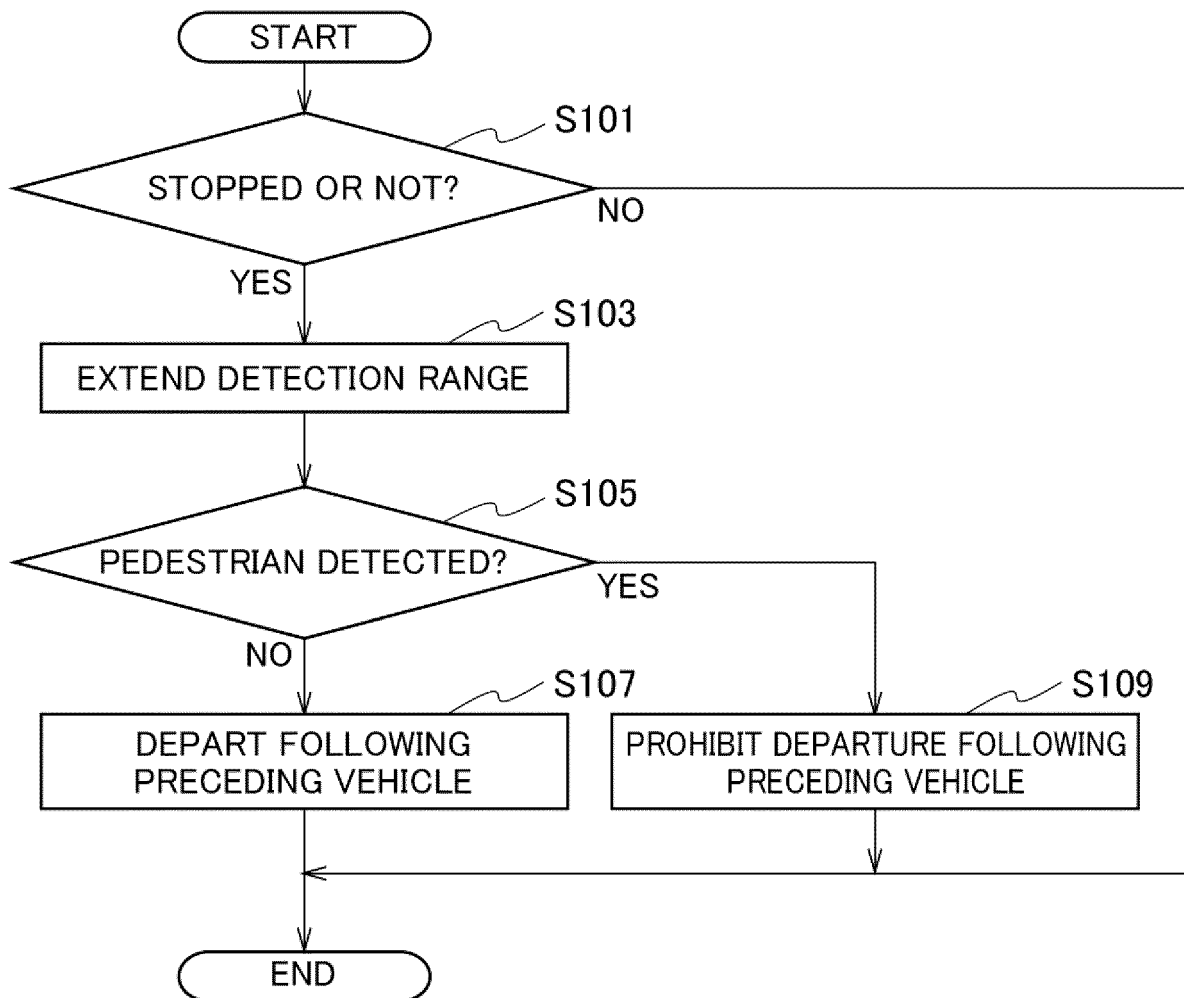 START
S101
STOPPED OR NOT?
NO
YES
S103
EXTEND DETECTION RANGE
S105
PEDESTRIAN DETECTED?
YES
NO
S107
DEPART FOLLOWING
PRECEDING VEHICLE
S109
PROHIBIT DEPARTURE FOLLOWING
PRECEDING VEHICLE
END